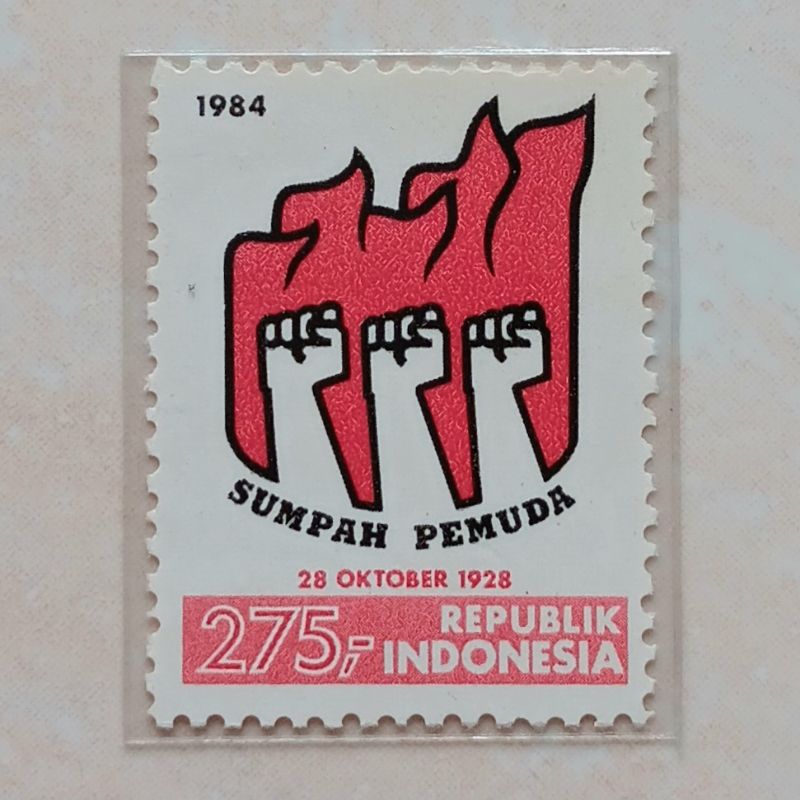 1984
SUMPAH PEMUDA
28 OKTOBER 1928
275,-
REPUBLIK
INDONESIA